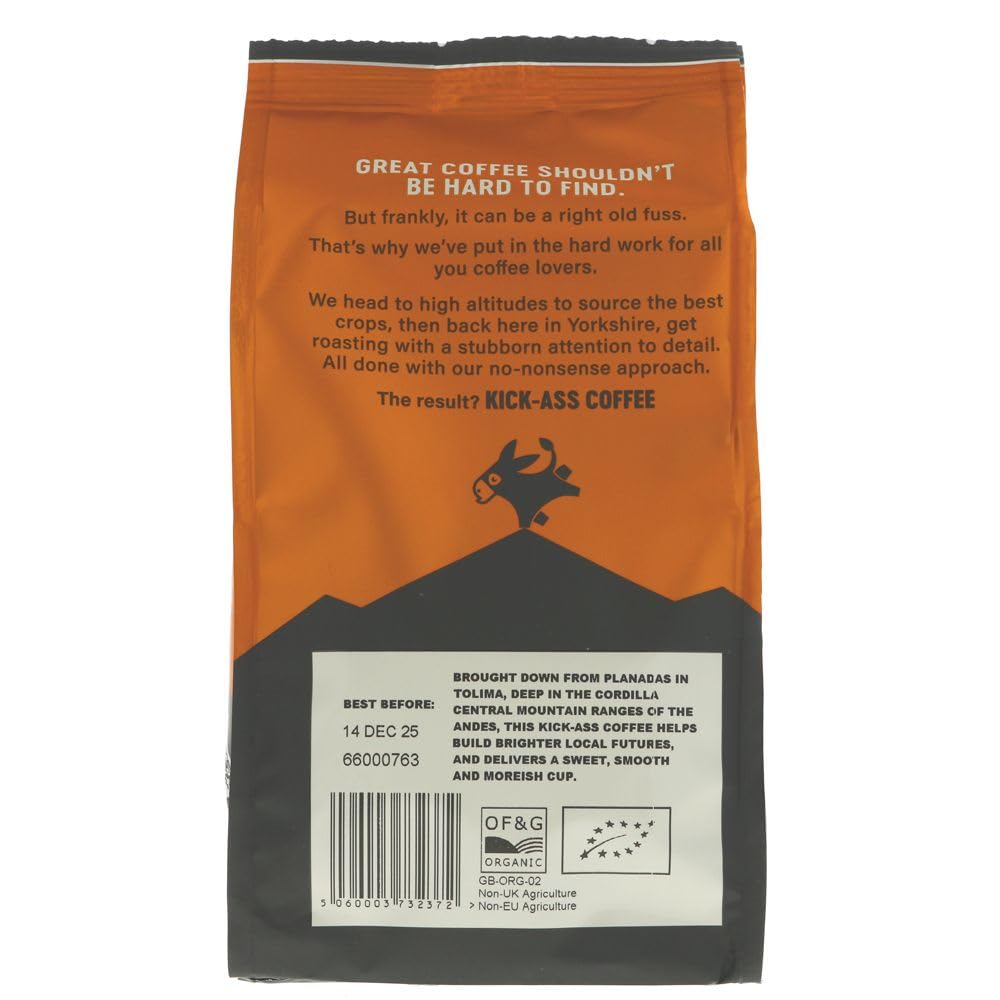 GREAT COFFEE SHOULDN'T
BE HARD TO FIND.
But frankly, it can be a right old fuss.
That's why we've put in the hard work for all
you coffee lovers.
We head to high altitudes to source the best
crops, then back here in Yorkshire, get
roasting with a stubborn attention to detail.
All done with our no-nonsense approach.
The result? KICK-ASS COFFEE
BEST BEFORE:
14 DEC 25
66000763
BROUGHT DOWN FROM PLANADAS IN
TOLIMA, DEEP IN THE CORDILLA
CENTRAL MOUNTAIN RANGES OF THE
ANDES, THIS KICK-ASS COFFEE HELPS
BUILD BRIGHTER LOCAL FUTURES,
AND DELIVERS A SWEET, SMOOTH
AND MOREISH CUP.
5 060003 732372 >
OF&G
ORGANIC
GB-ORG-02
Non-UK Agriculture
Non-EU Agriculture